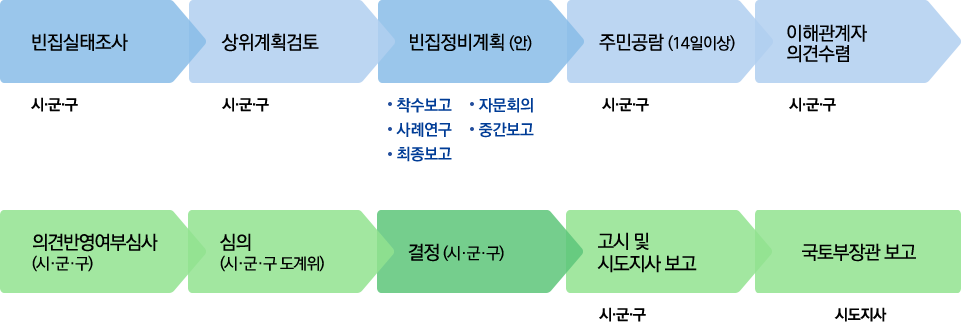 빈집실태조사
상위계획검토
빈집정비계획 (안)
주민공람 (14일이상)
이해관계자
의견수렴
시·군·구
시·군·구
• 착수보고 • 자문회의
• 사례연구 • 중간보고
• 최종보고
시·군·구
시·군·구
의견반영여부심사
(시·군·구)
심의
(시·군·구 도계위)
결정 (시·군·구)
고시 및
시도지사 보고
국토부장관 보고
시·군·구
시도지사